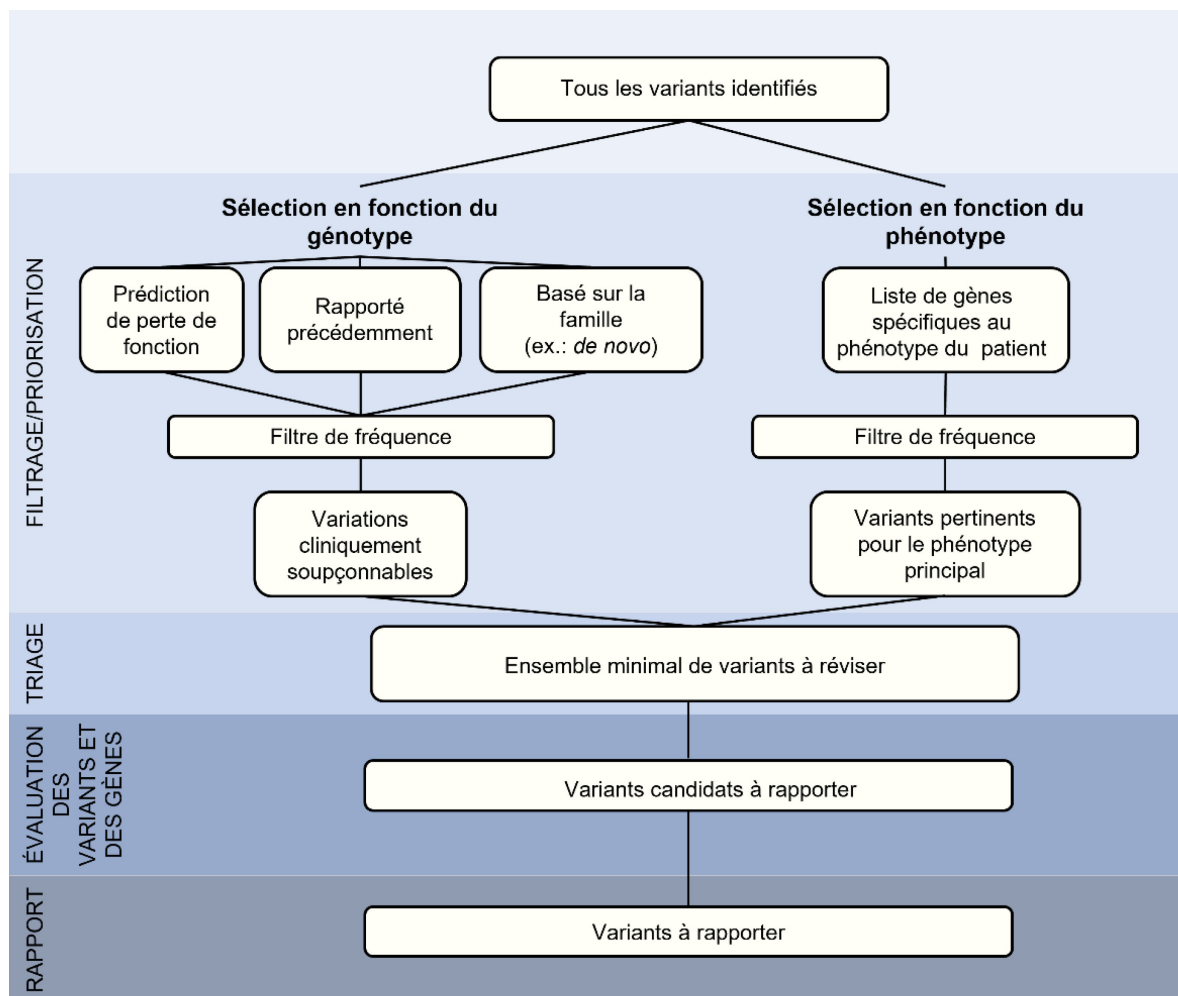 Tous les variants identifiés
Sélection en fonction du
génotype
Sélection en fonction du
phénotype
FILTRAGE/PRIORISATION
Prédiction
de perte de
fonction
Rapporté
précédemment
Basé sur la
famille
(ex.: de novo)
Liste de gènes
spécifiques au
phénotype du patient
Filtre de fréquence
Filtre de fréquence
Variations
cliniquement
soupçonnables
Variants pertinents
pour le phénotype
principal
TRIAGE
Ensemble minimal de variants à réviser
ÉVALUATION
DES
VARIANTS ET
DES GÈNES
Variants candidats à rapporter
RAPPORT
Variants à rapporter